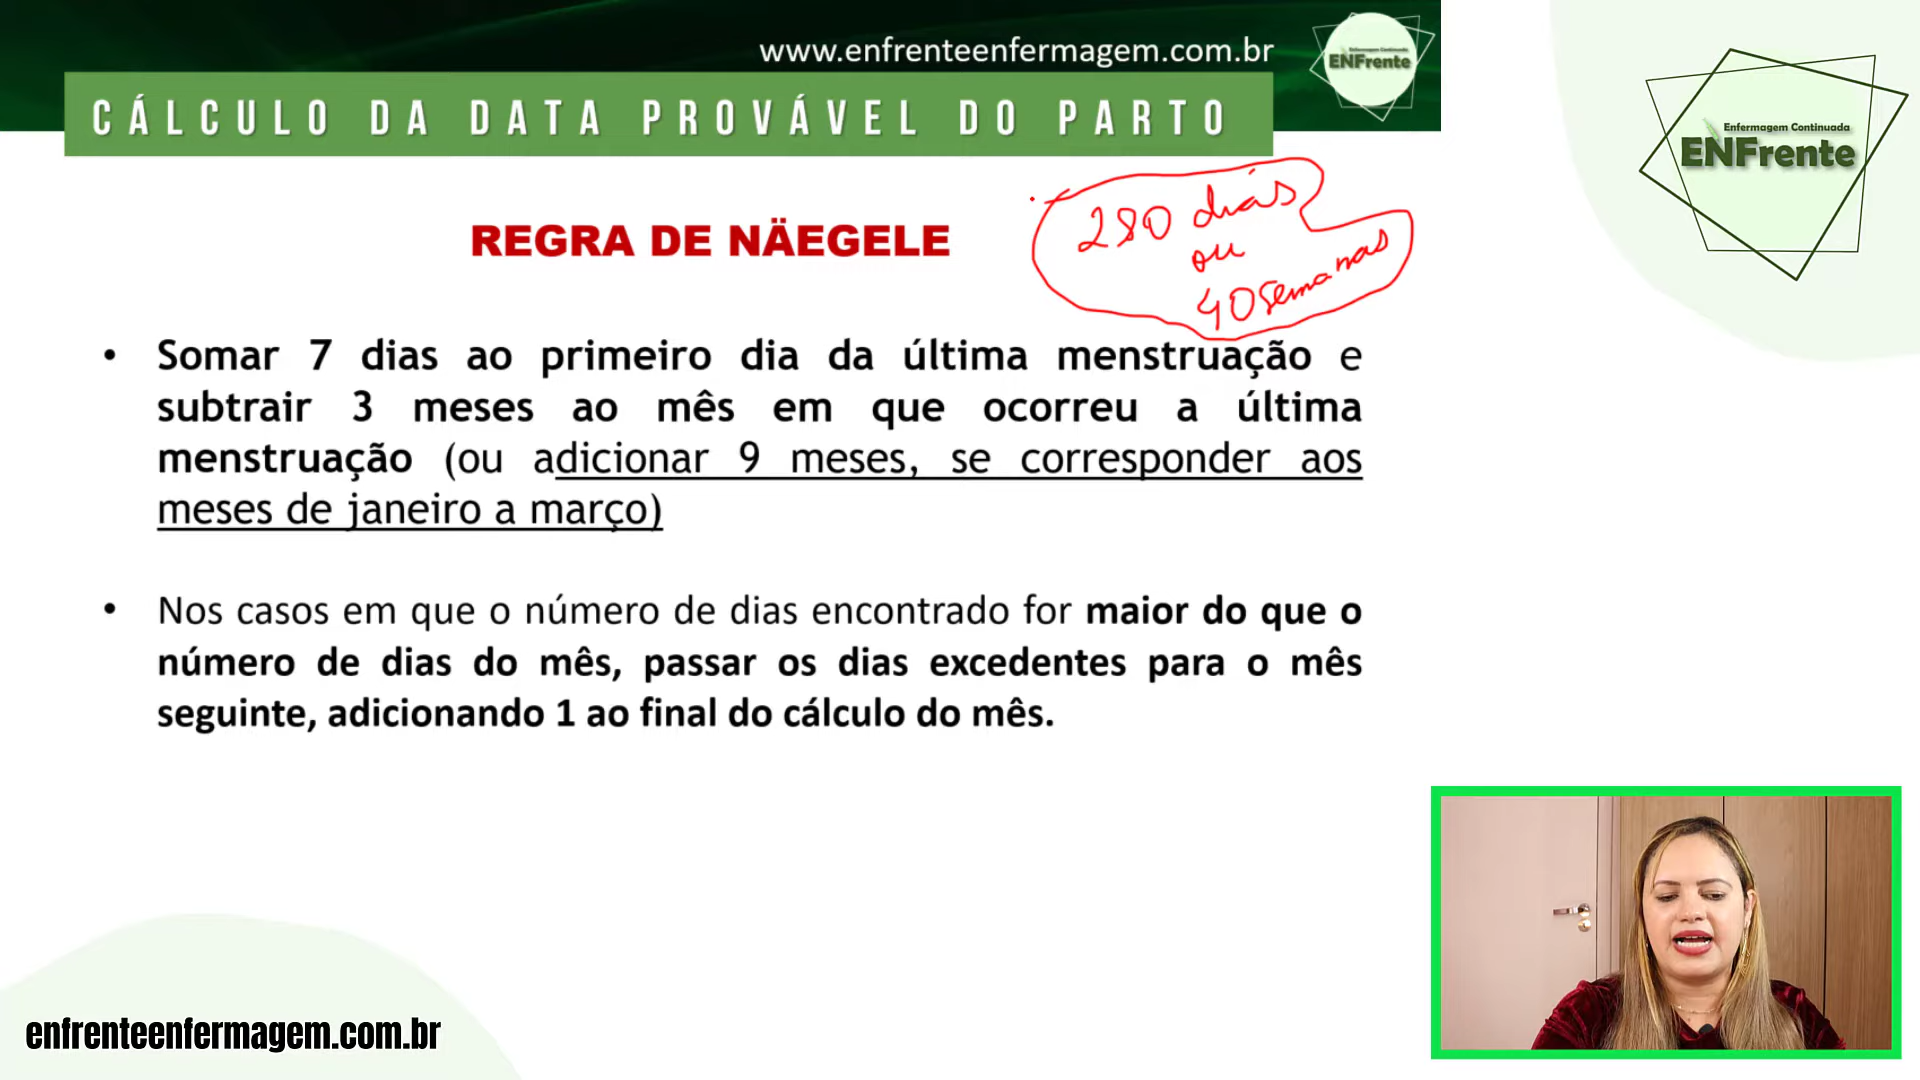 www.enfrenteenfermagem.com.br
Enfermagem Continuada
ENFrente
CÁLCULO DA DATA PROVÁVEL DO PARTO
Enfermagem Continuada
ENFrente
REGRA DE NÄEGELE
280 dias
ou
40 semanas
• Somar 7 dias ao primeiro dia da última menstruação e
subtrair 3 meses ao mês em que ocorreu a última
menstruação (ou adicionar 9 meses, se corresponder aos
meses de janeiro a março)
• Nos casos em que o número de dias encontrado for maior do que o
número de dias do mês, passar os dias excedentes para o mês
seguinte, adicionando 1 ao final do cálculo do mês.
enfrenteenfermagem.com.br